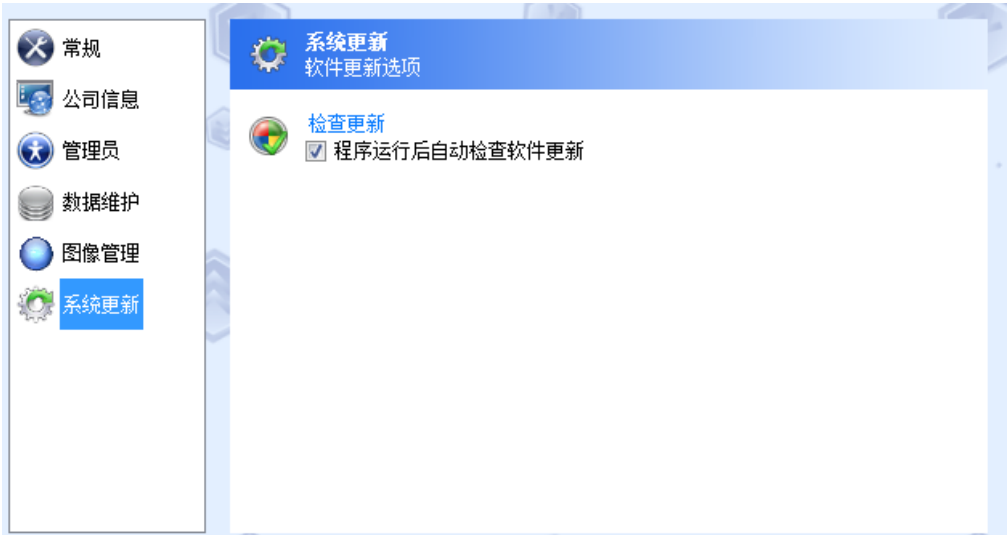 常规
公司信息
管理员
数据维护
图像管理
系统更新
系统更新
软件更新选项
检查更新
程序运行后自动检查软件更新